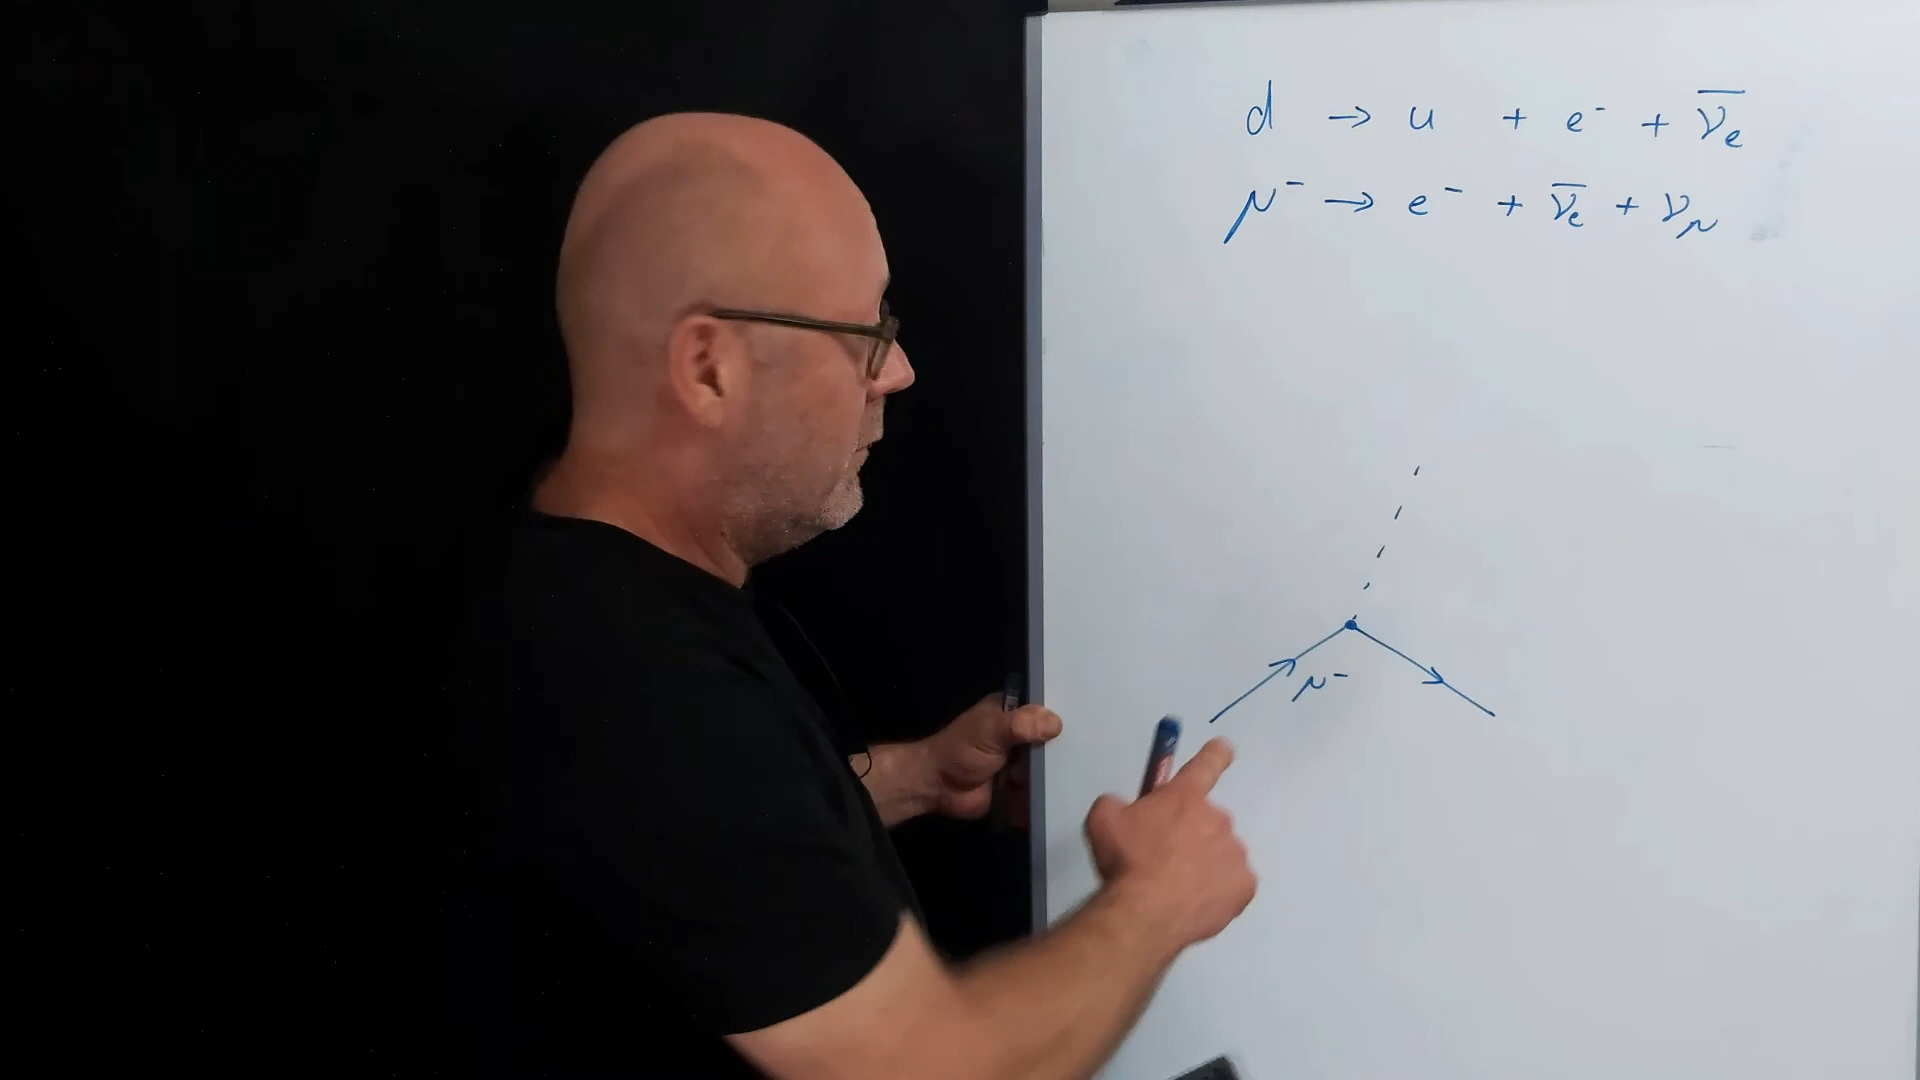 d → u + e⁻ + ν̅ₑ
μ⁻ → e⁻ + ν̅ₑ + ν_μ
μ⁻